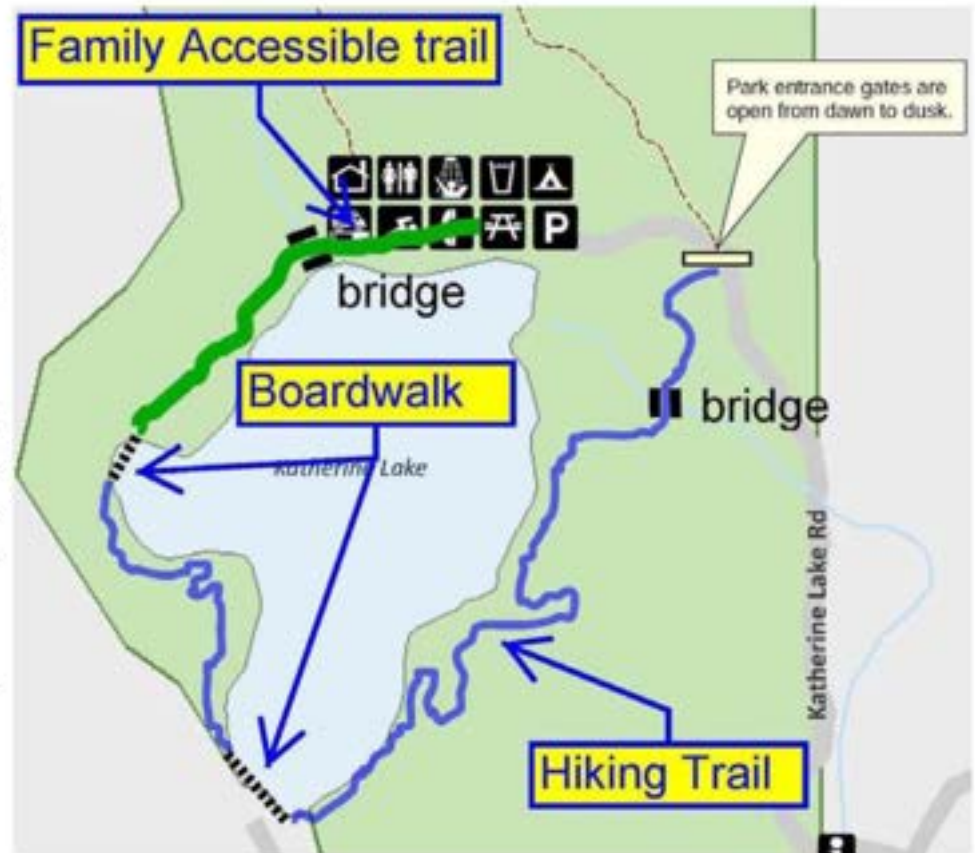 Family Accessible trail
Park entrance gates are
open from dawn to dusk.
P
bridge
Boardwalk
bridge
Katherine Lake
Katherine Lake Rd
Hiking Trail